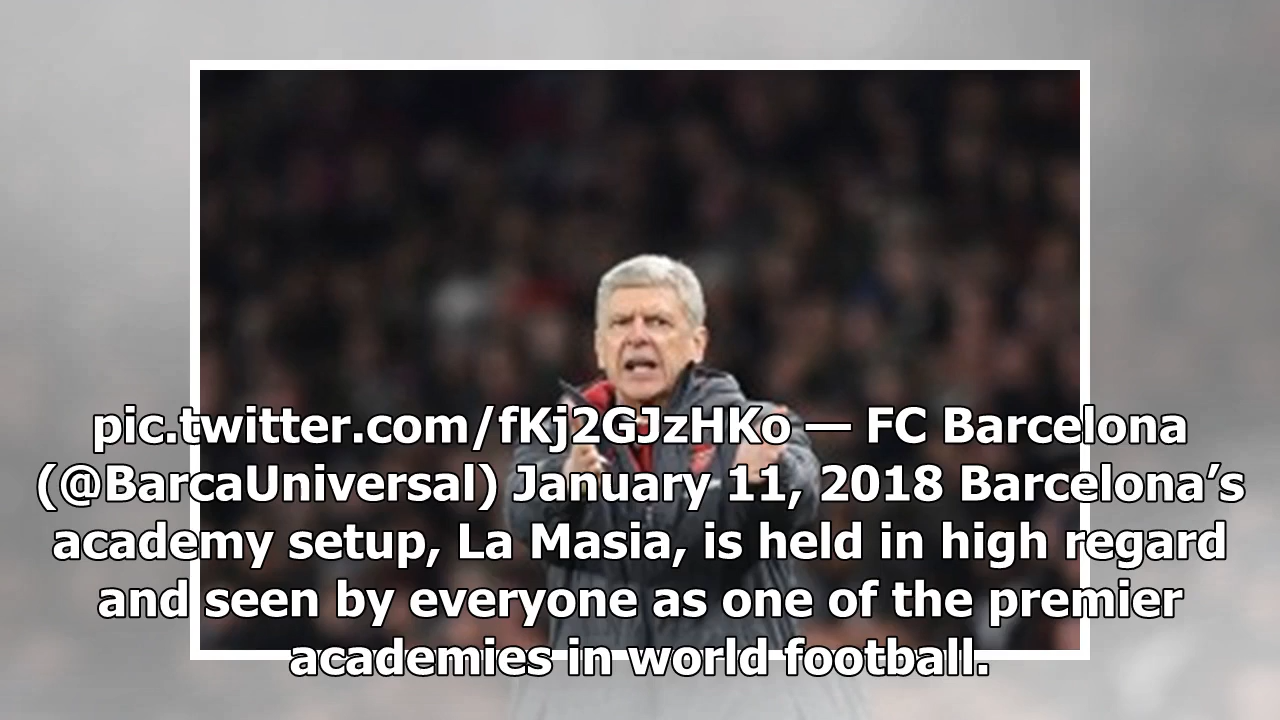 pic.twitter.com/fKj2GJzHKo — FC Barcelona
(@BarcaUniversal) January 11, 2018 Barcelona’s
academy setup, La Masia, is held in high regard
and seen by everyone as one of the premier
academies in world football.